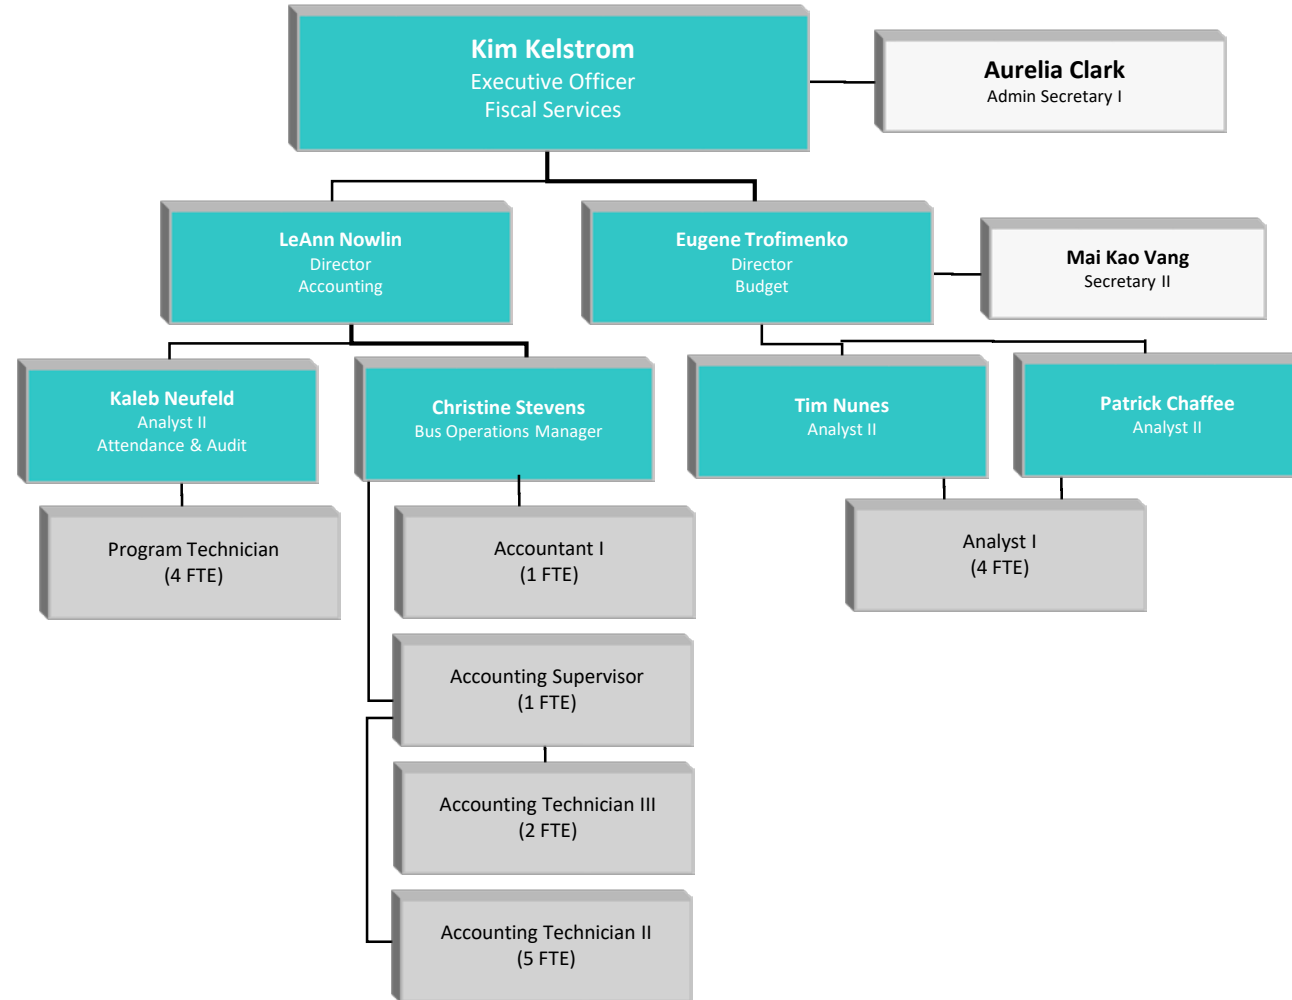 Kim Kelstrom
Executive Officer
Fiscal Services
Aurelia Clark
Admin Secretary I
LeAnn Nowlin
Director
Accounting
Eugene Trofimenko
Director
Budget
Mai Kao Vang
Secretary II
Kaleb Neufeld
Analyst II
Attendance & Audit
Christine Stevens
Bus Operations Manager
Tim Nunes
Analyst II
Patrick Chaffee
Analyst II
Program Technician
(4 FTE)
Accountant I
(1 FTE)
Analyst I
(4 FTE)
Accounting Supervisor
(1 FTE)
Accounting Technician III
(2 FTE)
Accounting Technician II
(5 FTE)